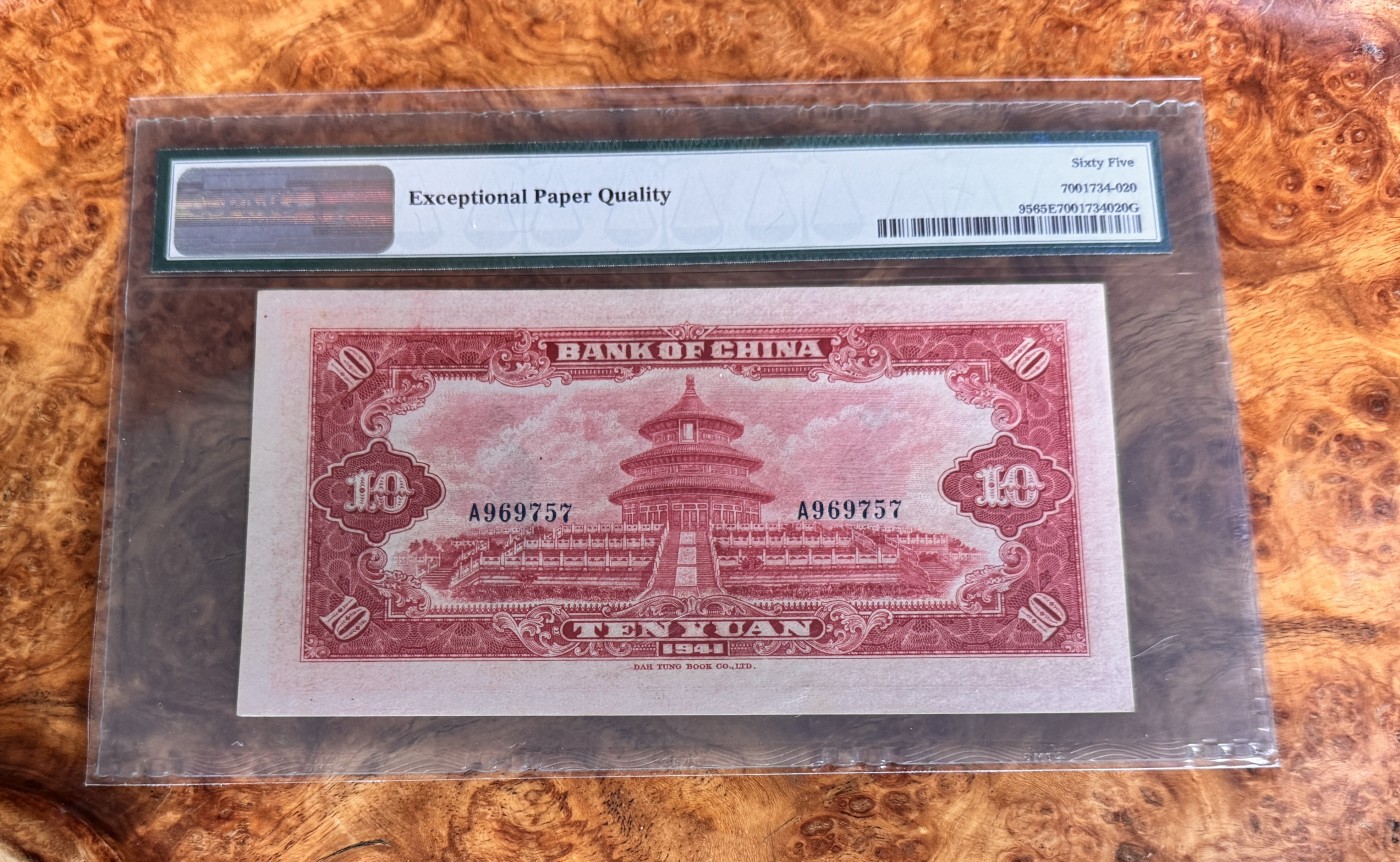 Exceptional Paper Quality
Sixty Five
7001734-020
9565E7001734020G
10
BANK OF CHINA
10
10
10
A969757
A969757
10
TEN YUAN
10
1941
DAH TUNG BOOK CO.,LTD.